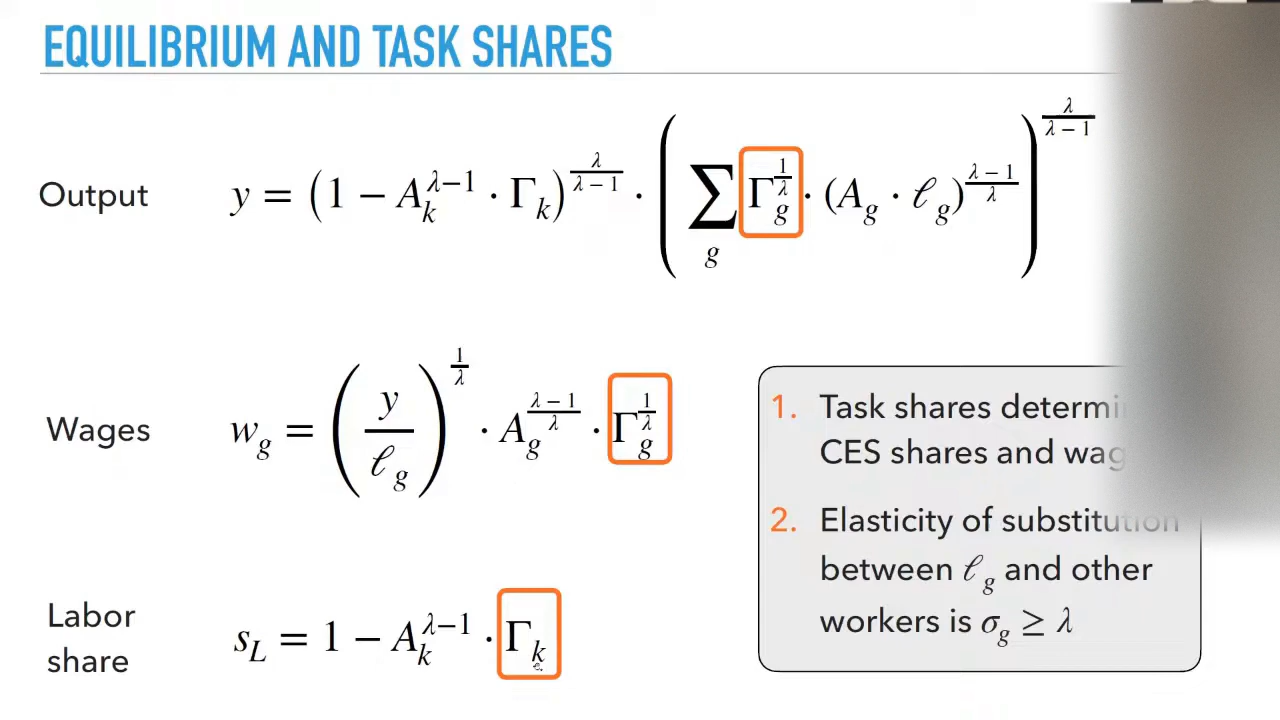 EQUILIBRIUM AND TASK SHARES
Output y = (1 − A_k^{λ−1} · Γ_k)^{λ/(λ−1)} · (∑_g Γ_g^{1/λ} · (A_g · ℓ_g)^{(λ−1)/λ})^{λ/(λ−1)}
Wages w_g = (y/ℓ_g)^{1/λ} · A_g^{(λ−1)/λ} · Γ_g^{1/λ}
Labor
share s_L = 1 − A_k^{λ−1} · Γ_k
1. Task shares
CES shares and
2. Elasticity of substitution
between ℓ_g and other
workers is σ_g ≥ λ